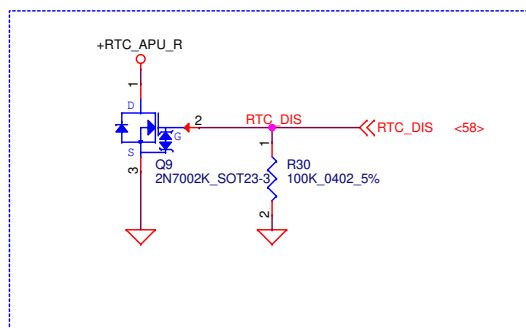 +RTC_APU_R
1
D
2
G
S
RTC_DIS
RTC_DIS <58>
3
Q9
2N7002K_SOT23-3
1
R30
100K_0402_5%
2